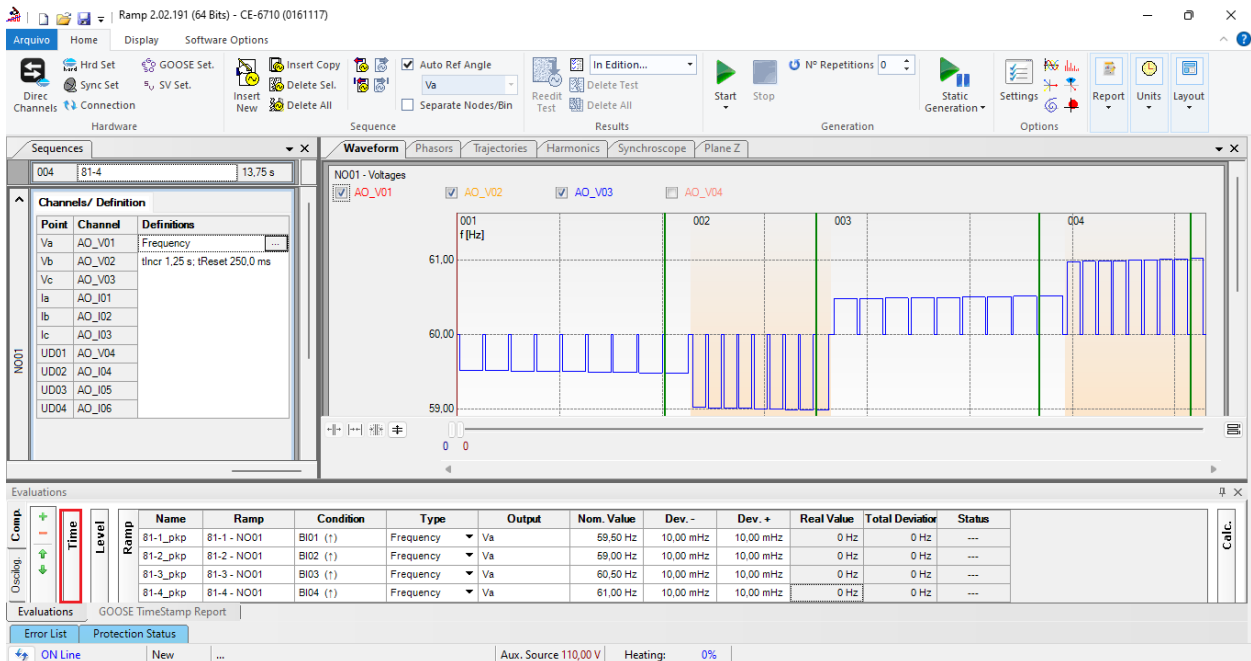 Ramp 2.02.191 (64 Bits) - CE-6710 (0161117)
Arquivo Home Display Software Options
Direc Channels
Hrd Set
Sync Set
Connection
GOOSE Set.
SV Set.
Hardware
Insert New
Insert Copy
Delete Sel.
Delete All
Auto Ref Angle
Va
Separate Nodes/Bin
Sequence
Reedit Test
In Edition...
Delete Test
Delete All
Results
Start Stop
Nº Repetitions 0
Static Generation
Generation
Settings
Options
Report Units Layout
Sequences
004 81-4 13,75 s
Channels/ Definition
Point Channel Definitions
Va AO_V01 Frequency ...
Vb AO_V02 tIncr 1,25 s; tReset 250,0 ms
Vc AO_V03
Ia AO_I01
Ib AO_I02
Ic AO_I03
UD01 AO_V04
UD02 AO_I04
UD03 AO_I05
UD04 AO_I06
NO01
Waveform Phasors Trajectories Harmonics Synchroscope Plane Z
NO01 - Voltages
AO_V01 AO_V02 AO_V03 AO_V04
001 002 003 004
f [Hz]
61,00
60,00
59,00
0 0
Evaluations
Comp.
Oscilog.
Time
Level
Ramp
Calc.
Name Ramp Condition Type Output Nom. Value Dev. - Dev. + Real Value Total Deviation Status
81-1_pkp 81-1 - NO01 BI01 (↑) Frequency Va 59,50 Hz 10,00 mHz 10,00 mHz 0 Hz 0 Hz ---
81-2_pkp 81-2 - NO01 BI02 (↑) Frequency Va 59,00 Hz 10,00 mHz 10,00 mHz 0 Hz 0 Hz ---
81-3_pkp 81-3 - NO01 BI03 (↑) Frequency Va 60,50 Hz 10,00 mHz 10,00 mHz 0 Hz 0 Hz ---
81-4_pkp 81-4 - NO01 BI04 (↑) Frequency Va 61,00 Hz 10,00 mHz 10,00 mHz 0 Hz 0 Hz ---
Evaluations GOOSE TimeStamp Report
Error List Protection Status
ON Line New ... Aux. Source 110,00 V Heating: 0%